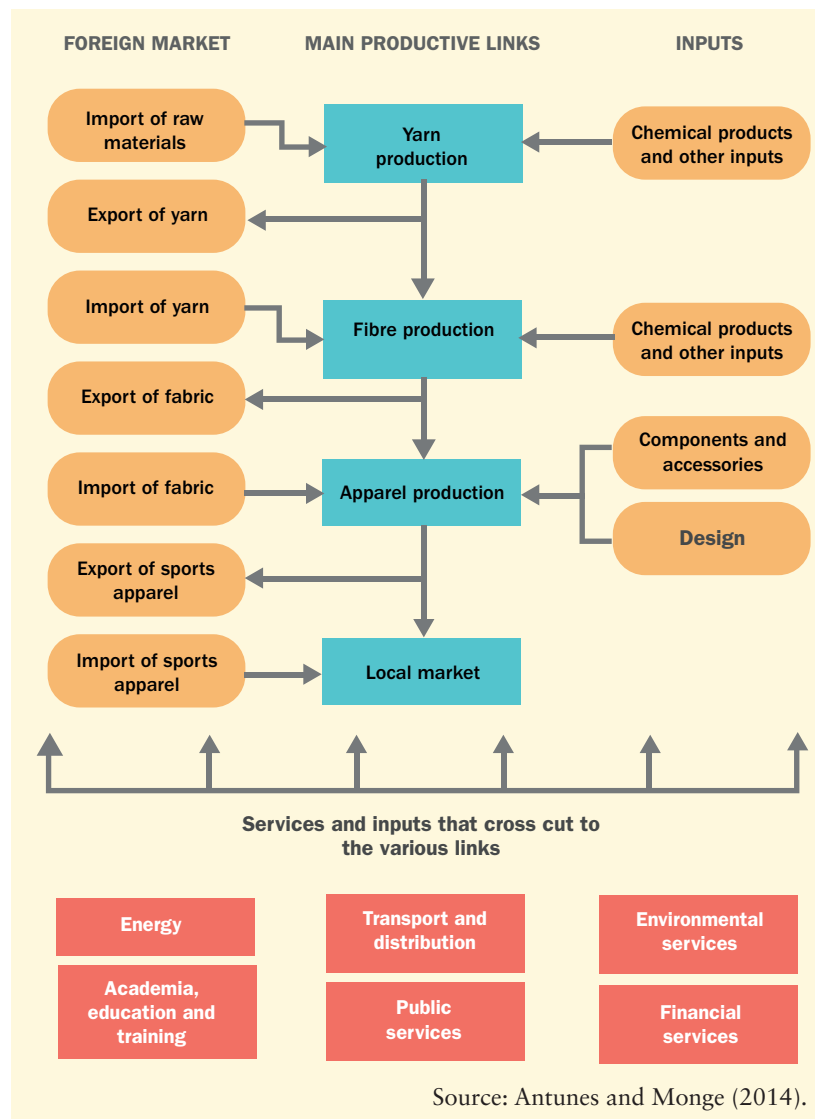 FOREIGN MARKET
MAIN PRODUCTIVE LINKS
INPUTS
Import of raw
materials
Yarn
production
Chemical products
and other inputs
Export of yarn
Import of yarn
Fibre production
Chemical products
and other inputs
Export of fabric
Components and
accessories
Import of fabric
Apparel production
Design
Export of sports
apparel
Import of sports
apparel
Local market
Services and inputs that cross cut to
the various links
Energy
Transport and
distribution
Environmental
services
Academia,
education and
training
Public
services
Financial
services
Source: Antunes and Monge (2014).